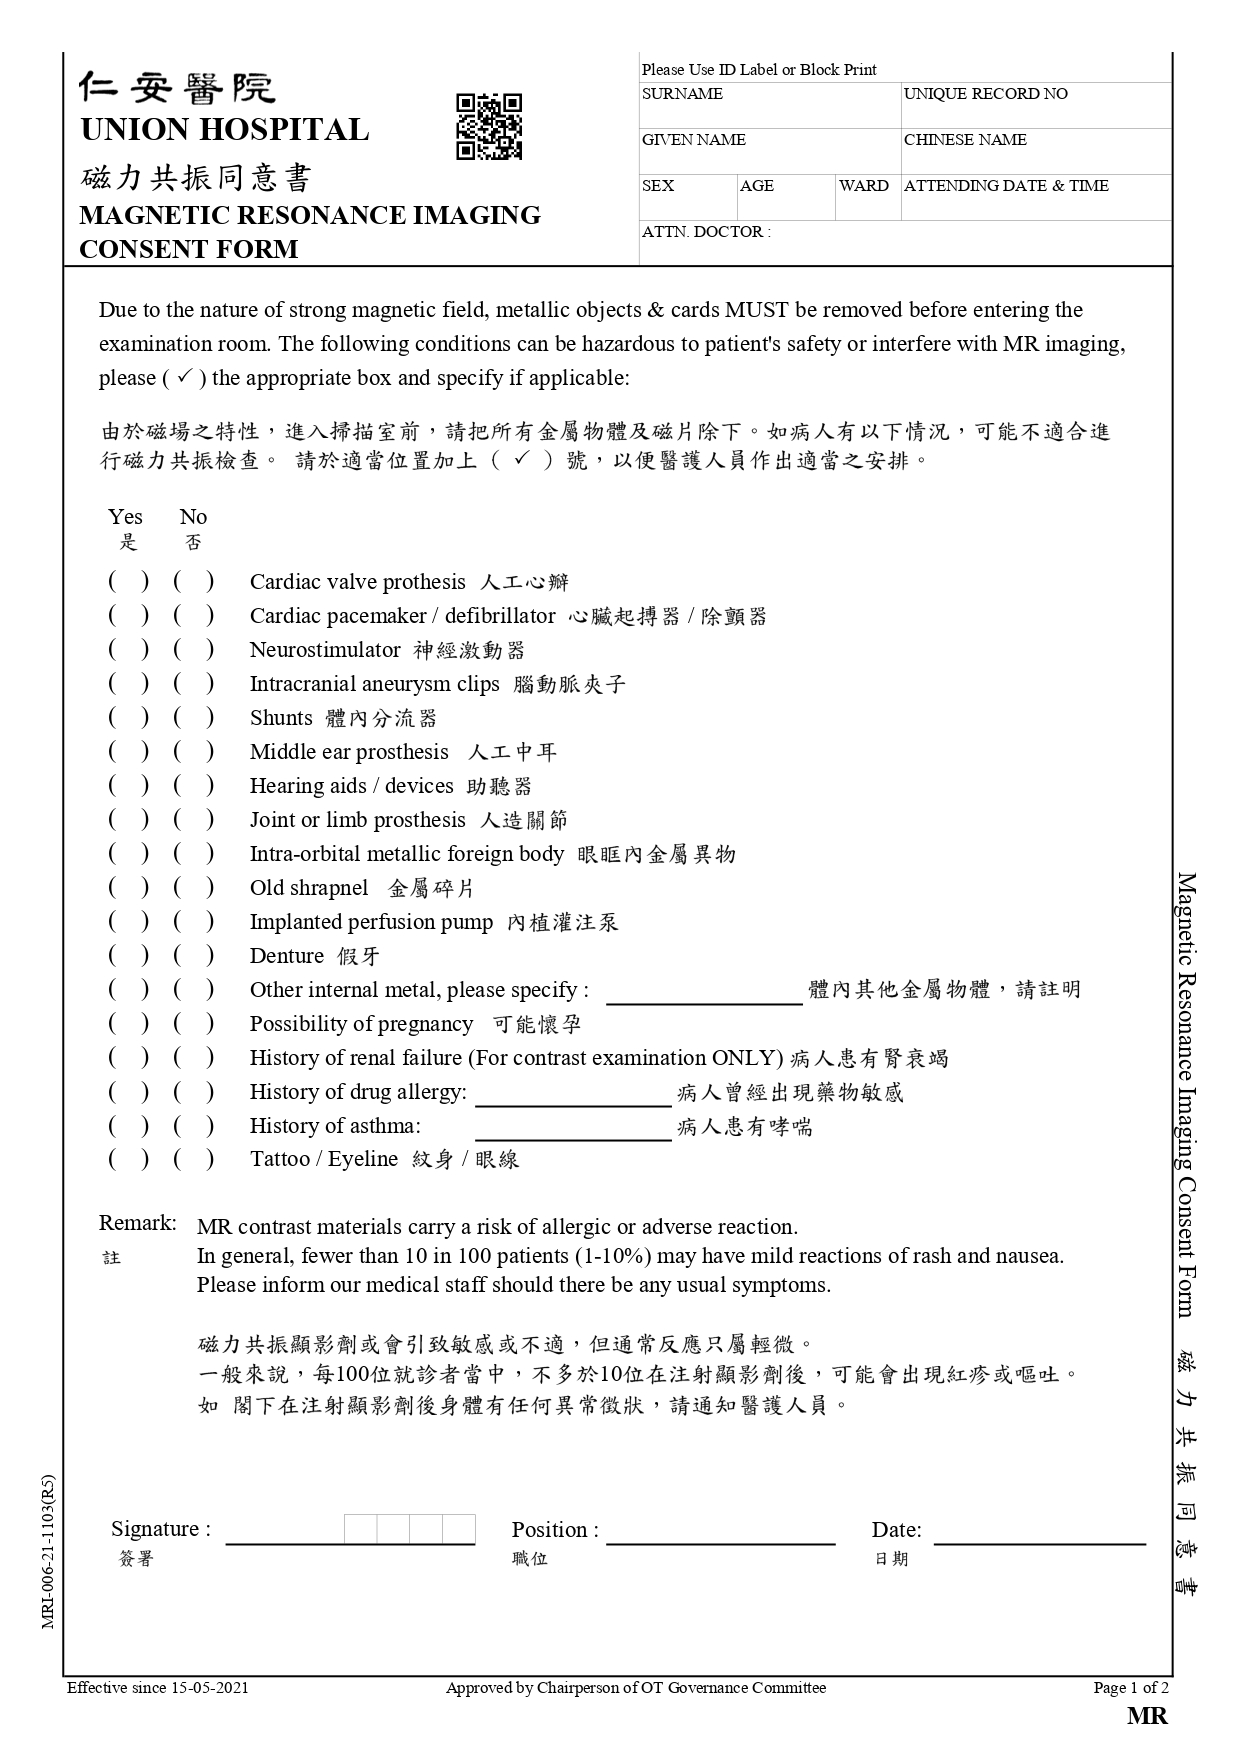 仁安醫院
UNION HOSPITAL
磁力共振同意書
MAGNETIC RESONANCE IMAGING
CONSENT FORM
Please Use ID Label or Block Print
SURNAME
UNIQUE RECORD NO
GIVEN NAME
CHINESE NAME
SEX
AGE
WARD
ATTENDING DATE & TIME
ATTN. DOCTOR :
Due to the nature of strong magnetic field, metallic objects & cards MUST be removed before entering the
examination room. The following conditions can be hazardous to patient's safety or interfere with MR imaging,
please ( ✓ ) the appropriate box and specify if applicable:
由於磁場之特性，進入掃描室前，請把所有金屬物體及磁片除下。如病人有以下情況，可能不適合進
行磁力共振檢查。 請於適當位置加上（ ✓ ）號，以便醫護人員作出適當之安排。
Yes No
是 否
( ) ( ) Cardiac valve prothesis 人工心瓣
( ) ( ) Cardiac pacemaker / defibrillator 心臟起搏器 / 除顫器
( ) ( ) Neurostimulator 神經激動器
( ) ( ) Intracranial aneurysm clips 腦動脈夾子
( ) ( ) Shunts 體內分流器
( ) ( ) Middle ear prosthesis 人工中耳
( ) ( ) Hearing aids / devices 助聽器
( ) ( ) Joint or limb prosthesis 人造關節
( ) ( ) Intra-orbital metallic foreign body 眼眶內金屬異物
( ) ( ) Old shrapnel 金屬碎片
( ) ( ) Implanted perfusion pump 內植灌注泵
( ) ( ) Denture 假牙
( ) ( ) Other internal metal, please specify : 體內其他金屬物體，請註明
( ) ( ) Possibility of pregnancy 可能懷孕
( ) ( ) History of renal failure (For contrast examination ONLY) 病人患有腎衰竭
( ) ( ) History of drug allergy: 病人曾經出現藥物敏感
( ) ( ) History of asthma: 病人患有哮喘
( ) ( ) Tattoo / Eyeline 紋身 / 眼線
Remark: MR contrast materials carry a risk of allergic or adverse reaction.
註 In general, fewer than 10 in 100 patients (1-10%) may have mild reactions of rash and nausea.
Please inform our medical staff should there be any usual symptoms.
磁力共振顯影劑或會引致敏感或不適，但通常反應只屬輕微。
一般來說，每100位就診者當中，不多於10位在注射顯影劑後，可能會出現紅疹或嘔吐。
如 閣下在注射顯影劑後身體有任何異常徵狀，請通知醫護人員。
Signature : Position : Date:
簽署 職位 日期
Magnetic Resonance Imaging Consent Form 磁力共振同意書
MRI-006-21-1103(R5)
Effective since 15-05-2021
Approved by Chairperson of OT Governance Committee
Page 1 of 2
MR